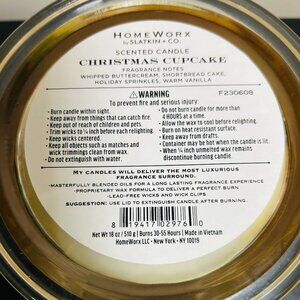 HOMEWORX
by SLATKIN + CO.
SCENTED CANDLE
CHRISTMAS CUPCAKE
FRAGRANCE NOTES
WHIPPED BUTTERCREAM, SHORTBREAD CAKE,
HOLIDAY SPRINKLES, WARM VANILLA
F230608
WARNING
To prevent fire and serious injury:
• Burn candle within sight.
• Keep away from things that can catch fire.
• Keep out of reach of children and pets.
• Trim wicks to ¼ inch before each relighting.
• Keep wicks centered.
• Keep all objects such as matches and
wick trimmings clean from wax.
• Do not extinguish with water.
• Do not burn candle for more than
4 HOURS at a time.
• Allow the wax to cool before relighting.
• Burn on heat resistant surface.
• Keep from drafts.
• Container may be hot when the candle is lit.
• When ¼ inch unmelted wax remains
discontinue burning candle.
MY CANDLES WILL DELIVER THE MOST LUXURIOUS
FRAGRANCE SURROUND.
•MASTERFULLY BLENDED OILS FOR A LONG LASTING FRAGRANCE EXPERIENCE
•PROPRIETARY WAX FORMULA TO DELIVER A PERFECT BURN
•LEAD-FREE WICKS AND WICK CLIPS
SUGGESTION: USE LID TO EXTINGUISH CANDLE AFTER BURNING.
8 19417 02976 0
Net Wt 18 oz / 510 g | Burns 30-55 Hours | Made in Vietnam
HomeWorx LLC • New York • NY 10019